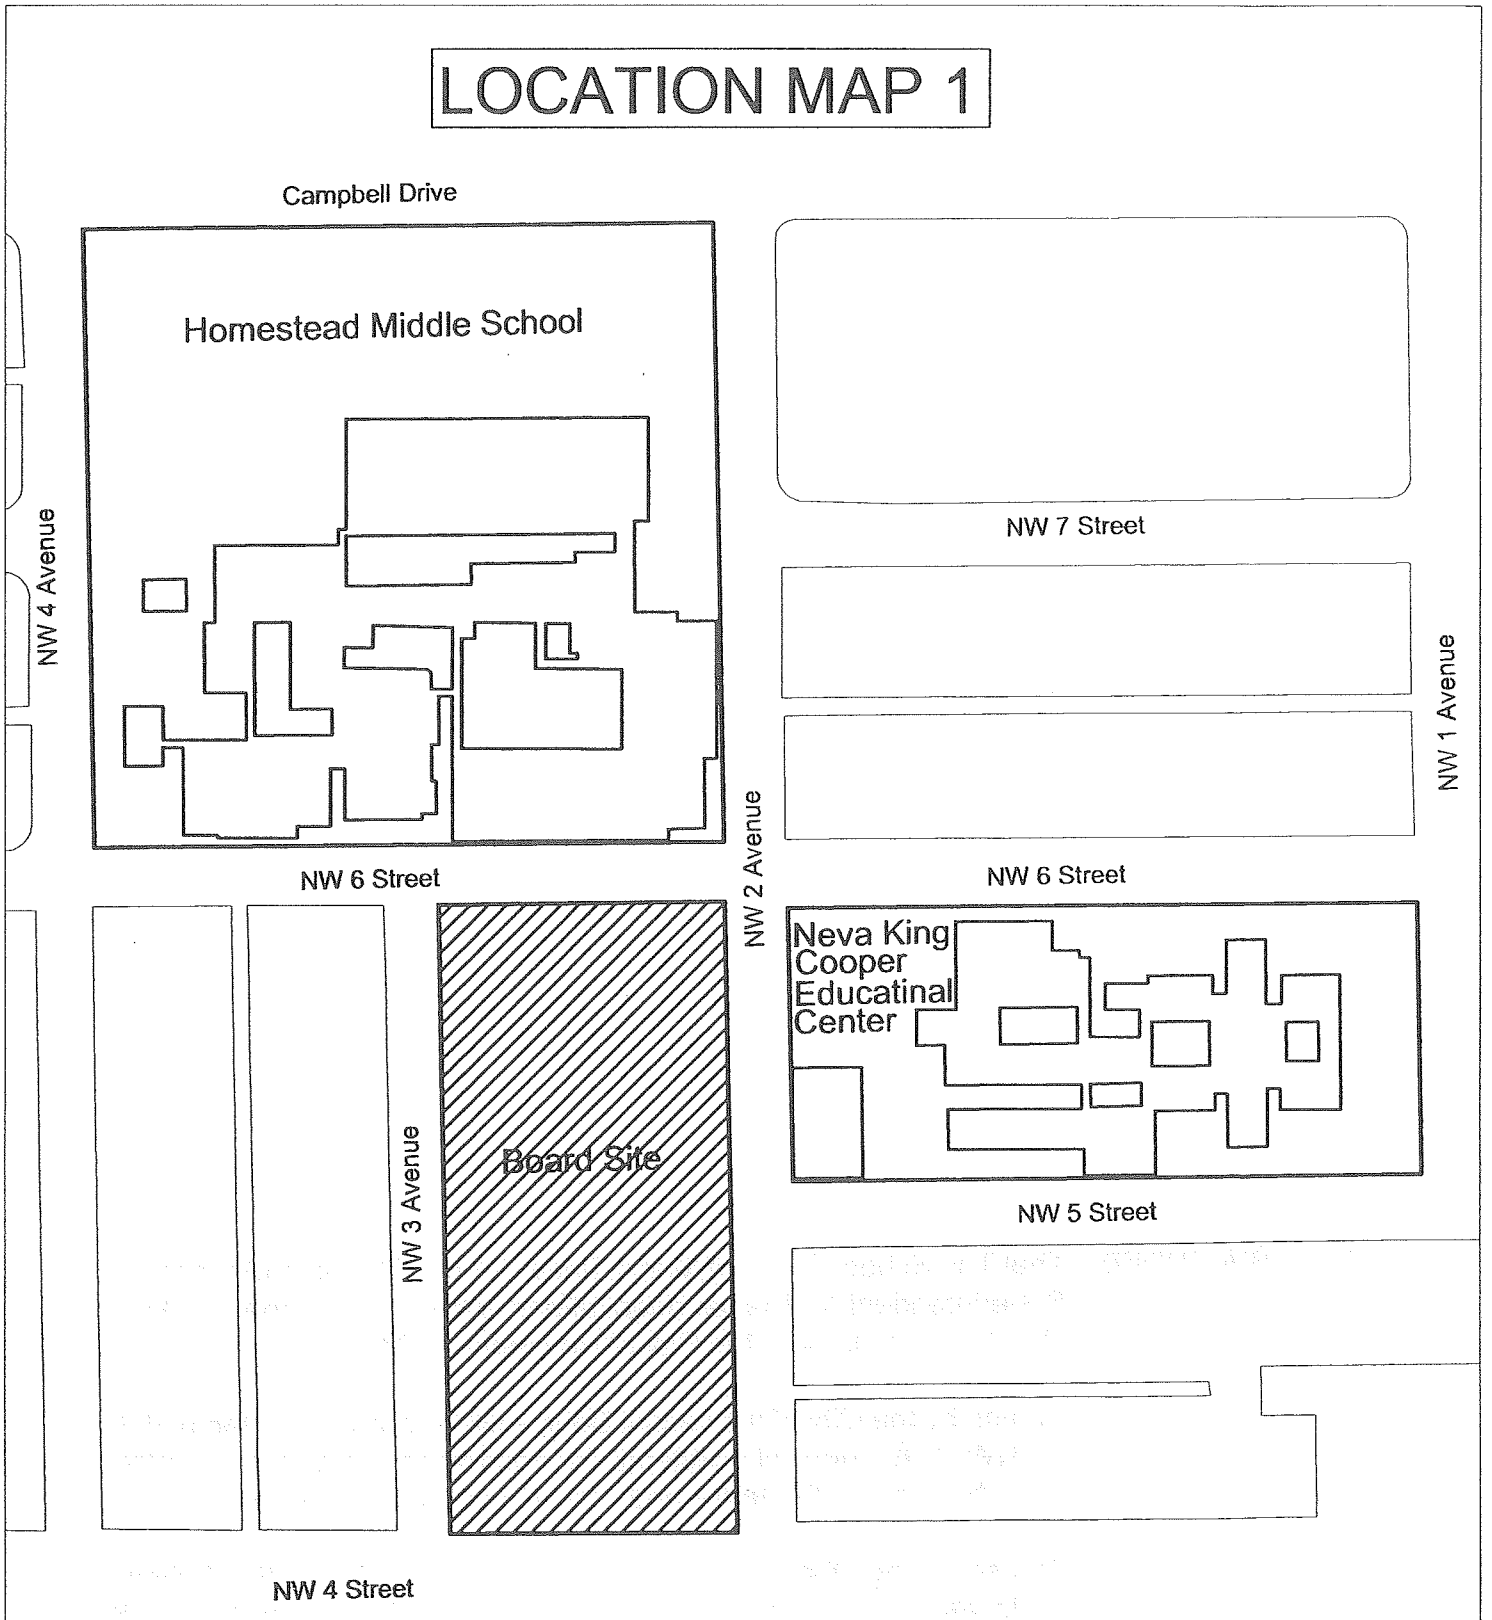 LOCATION MAP 1
Campbell Drive
Homestead Middle School
NW 4 Avenue
NW 7 Street
NW 1 Avenue
NW 2 Avenue
NW 6 Street
NW 6 Street
Neva King
Cooper
Educatinal
Center
Board Site
NW 3 Avenue
NW 5 Street
NW 4 Street